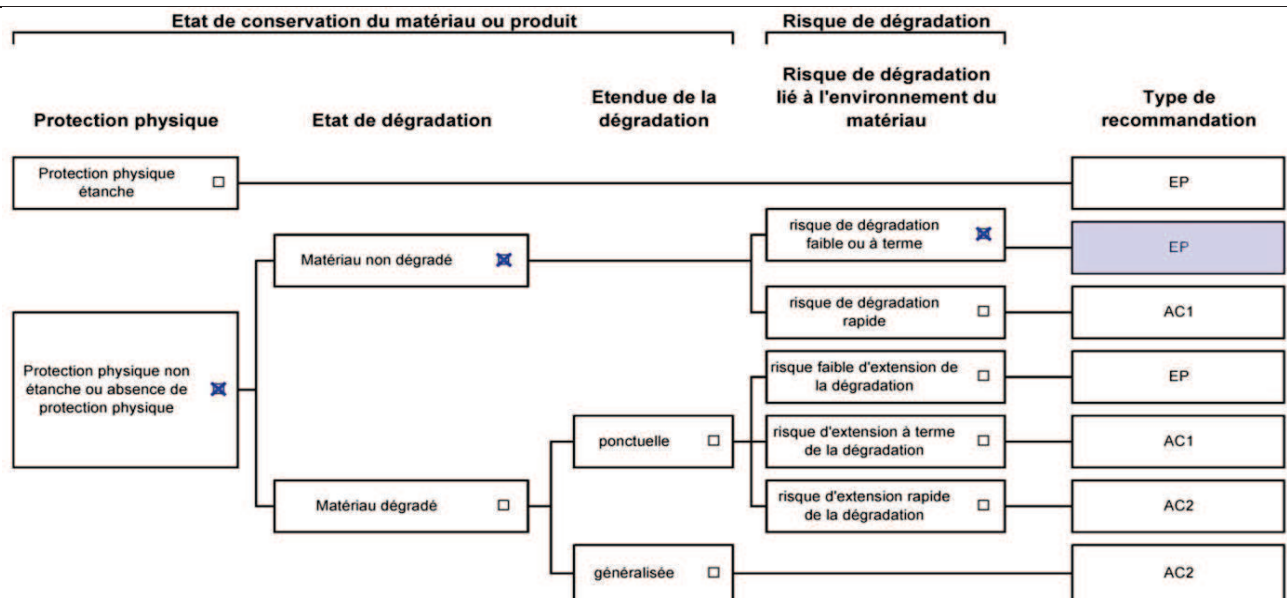 Etat de conservation du matériau ou produit
Risque de dégradation
Protection physique
Etat de dégradation
Etendue de la
dégradation
Risque de dégradation
lié à l'environnement du
matériau
Type de
recommandation
Protection physique
étanche
EP
risque de dégradation
faible ou à terme
EP
Matériau non dégradé
risque de dégradation
rapide
AC1
Protection physique non
étanche ou absence de
protection physique
risque faible d'extension de
la dégradation
EP
ponctuelle
risque d'extension à terme
de la dégradation
AC1
Matériau dégradé
risque d'extension rapide
de la dégradation
AC2
généralisée
AC2